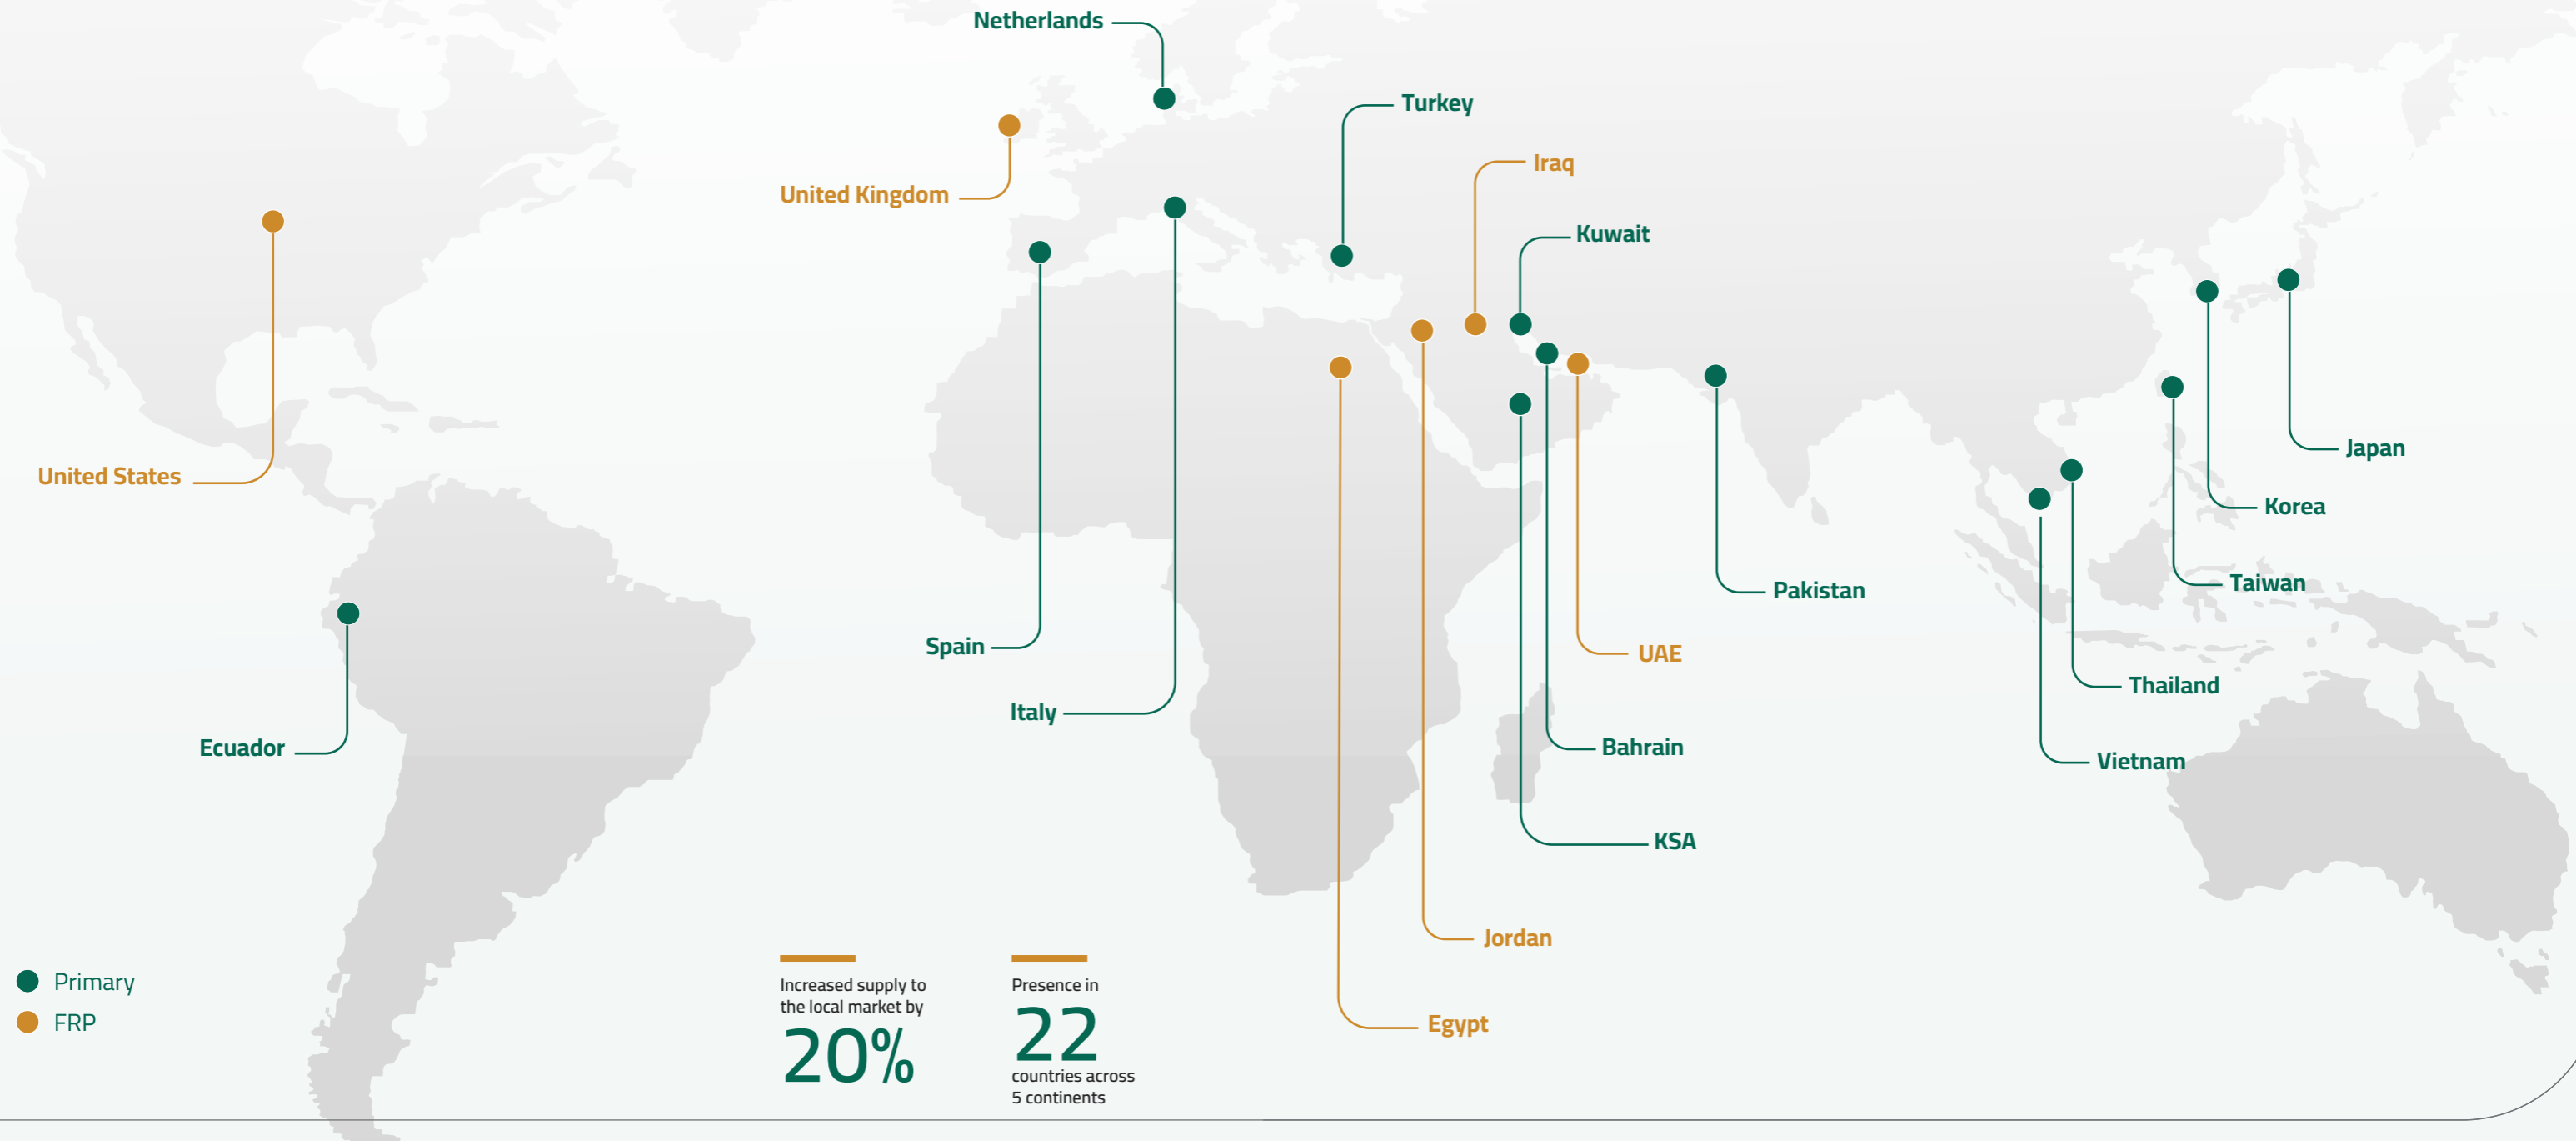 Netherlands
Turkey
Iraq
United Kingdom
Kuwait
Japan
United States
Korea
Taiwan
Pakistan
Spain
UAE
Thailand
Italy
Ecuador
Bahrain
Vietnam
KSA
Jordan
Primary
FRP
Increased supply to
the local market by
20%
Presence in
22
countries across
5 continents
Egypt